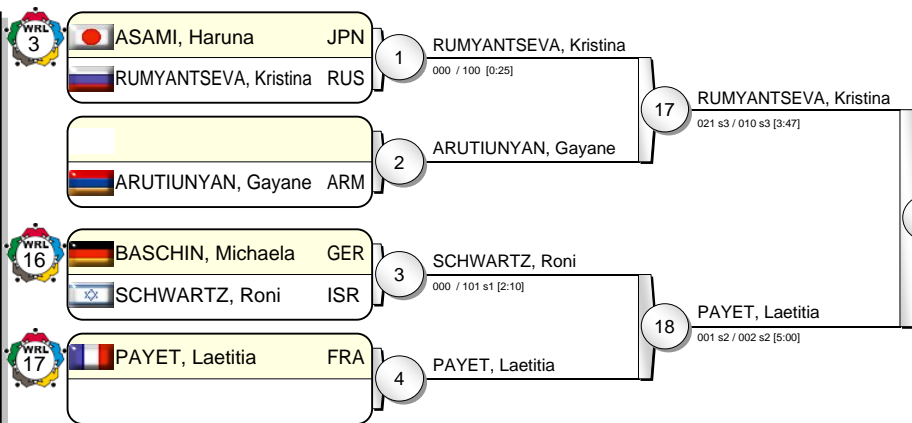 WRL
3
ASAMI, Haruna JPN
RUMYANTSEVA, Kristina RUS
1
RUMYANTSEVA, Kristina
000 / 100 [0:25]
ARUTIUNYAN, Gayane ARM
2
ARUTIUNYAN, Gayane
17
RUMYANTSEVA, Kristina
021 s3 / 010 s3 [3:47]
WRL
16
BASCHIN, Michaela GER
SCHWARTZ, Roni ISR
3
SCHWARTZ, Roni
000 / 101 s1 [2:10]
WRL
17
PAYET, Laetitia FRA
4
PAYET, Laetitia
18
PAYET, Laetitia
001 s2 / 002 s2 [5:00]